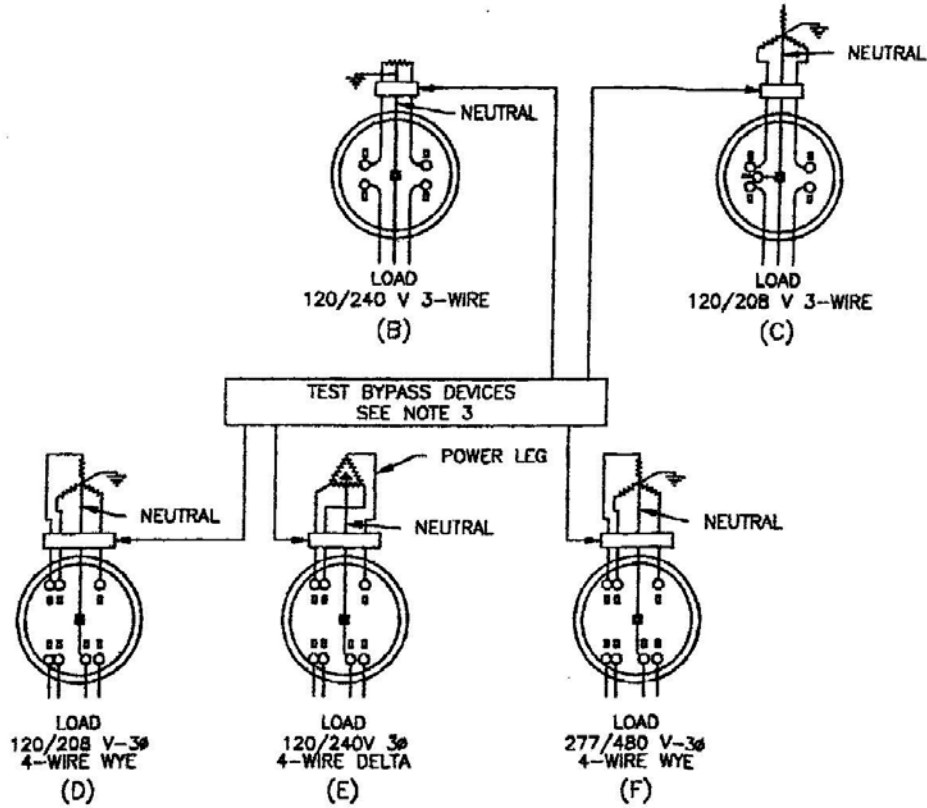 NEUTRAL
NEUTRAL
LOAD
120/240 V 3-WIRE
(B)
LOAD
120/208 V 3-WIRE
(C)
TEST BYPASS DEVICES
SEE NOTE 3
POWER LEG
NEUTRAL
NEUTRAL
NEUTRAL
LOAD
120/208 V-3ø
4-WIRE WYE
(D)
LOAD
120/240V 3ø
4-WIRE DELTA
(E)
LOAD
277/480 V-3ø
4-WIRE WYE
(F)